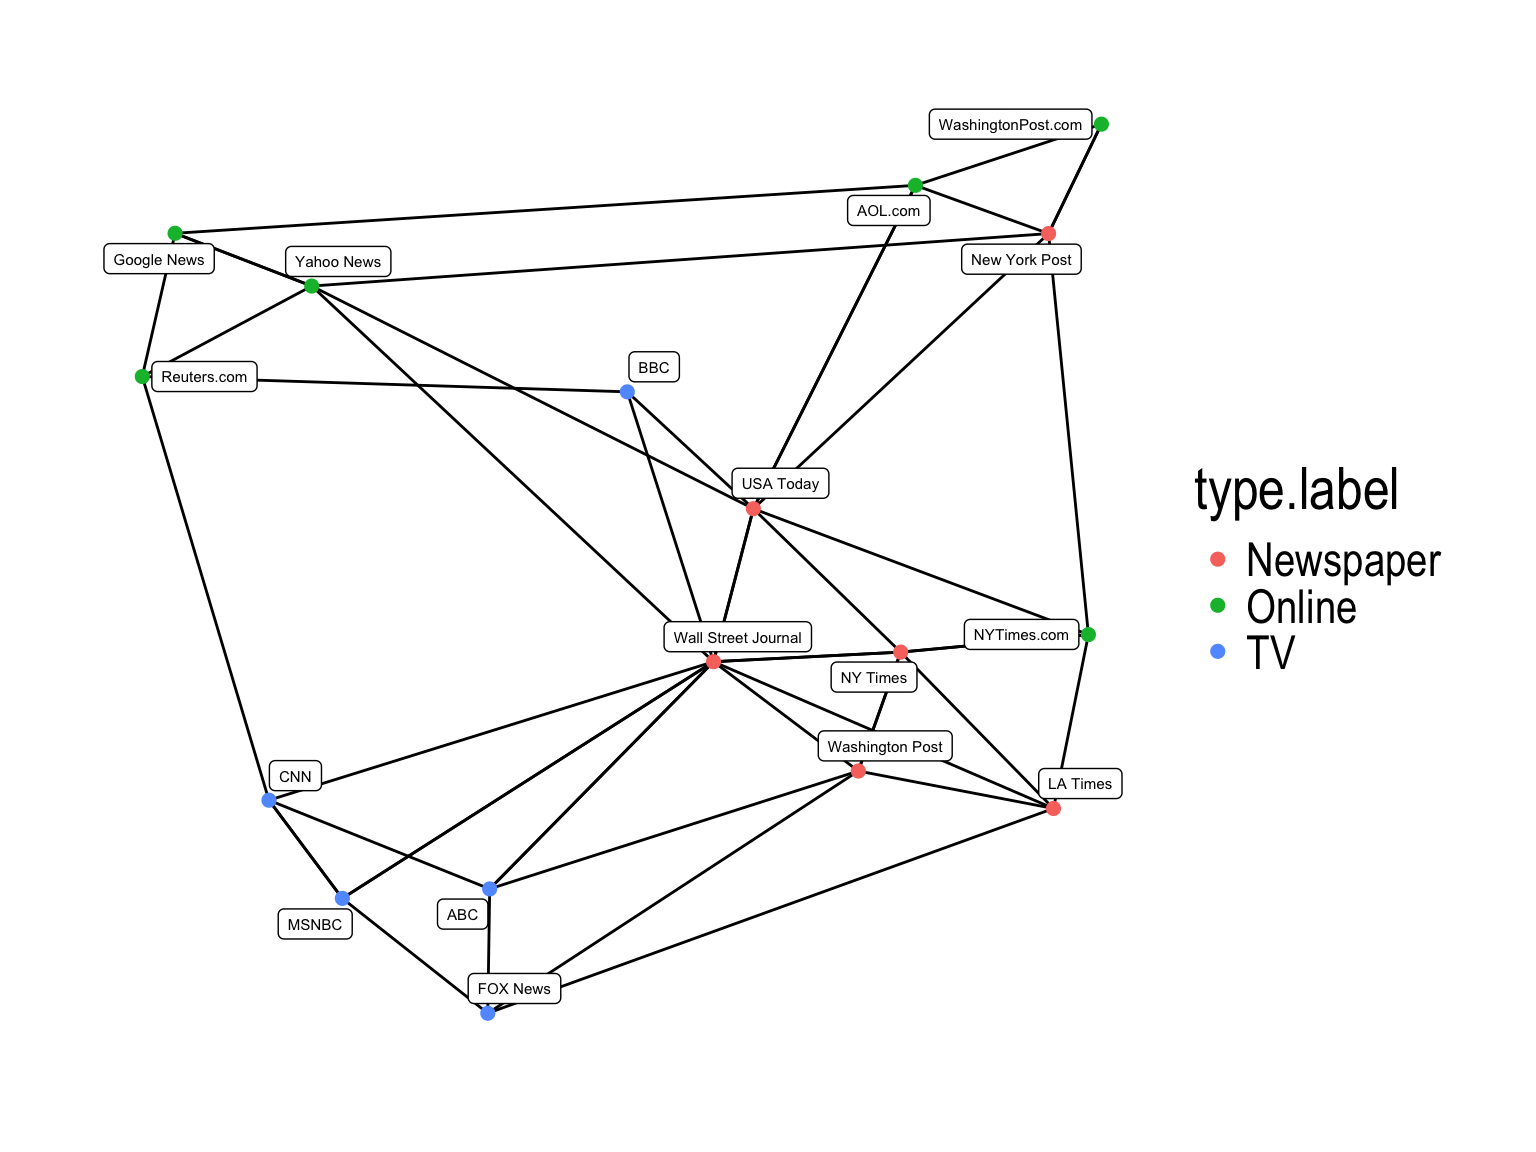 WashingtonPost.com
AOL.com
Google News
Yahoo News
New York Post
BBC
Reuters.com
USA Today
type.label
Newspaper
Online
TV
Wall Street Journal
NYTimes.com
NY Times
Washington Post
CNN
LA Times
MSNBC
ABC
FOX News